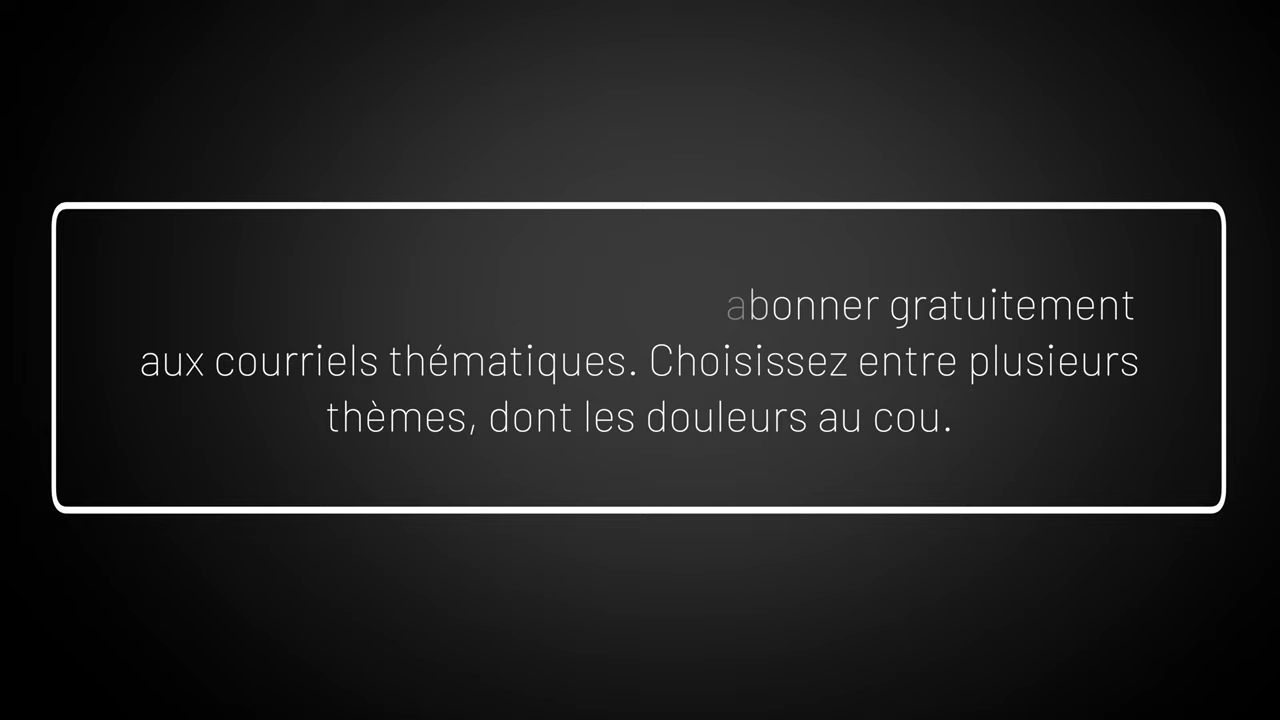 abonner gratuitement
aux courriels thématiques. Choisissez entre plusieurs
thèmes, dont les douleurs au cou.